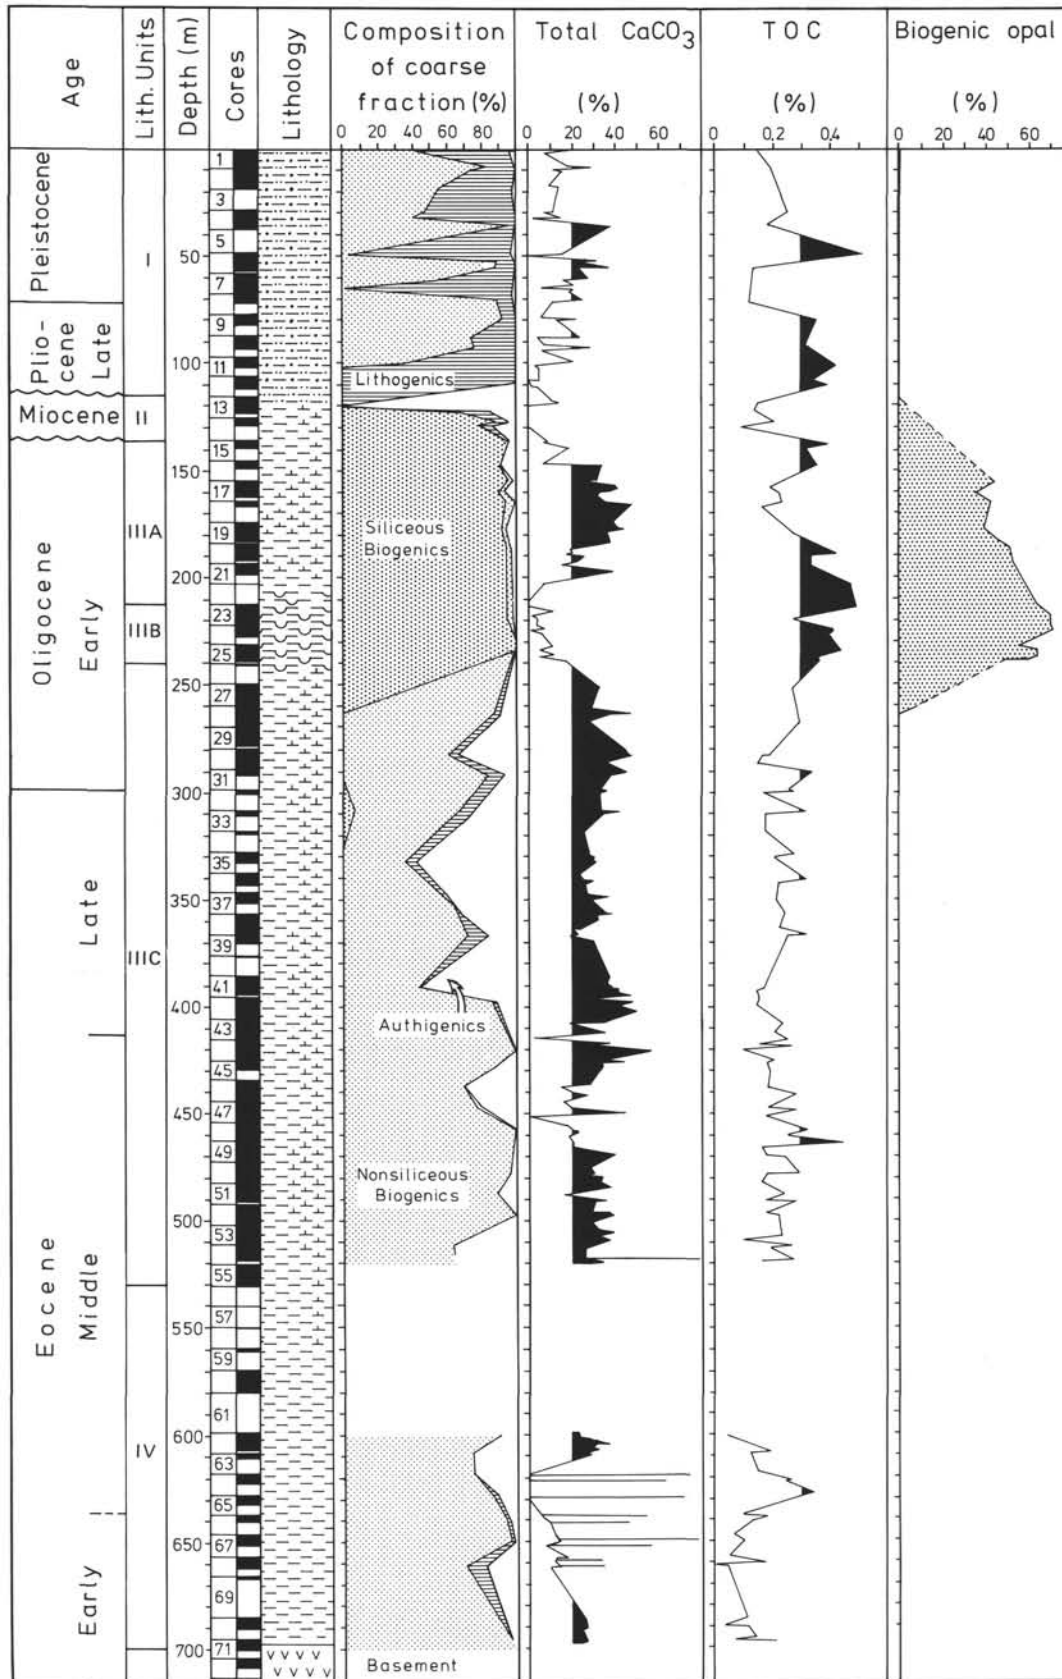 Age
Lith. Units
Depth (m)
Cores
Lithology
Composition
of coarse
fraction (%)
0 20 40 60 80
Total CaCO3
(%)
0 20 40 60
TOC
(%)
0 0,2 0,4
Biogenic opal
(%)
0 20 40 60
Pleistocene
Plio-
cene
Late
Miocene
Oligocene
Early
Eocene
Late
Middle
Early
I
II
IIIA
IIIB
IIIC
IV
50
100
150
200
250
300
350
400
450
500
550
600
650
700
1
3
5
7
9
11
13
15
17
19
21
23
25
27
29
31
33
35
37
39
41
43
45
47
49
51
53
55
57
59
61
63
65
67
69
71
Lithogenics
Siliceous
Biogenics
Authigenics
Nonsiliceous
Biogenics
Basement